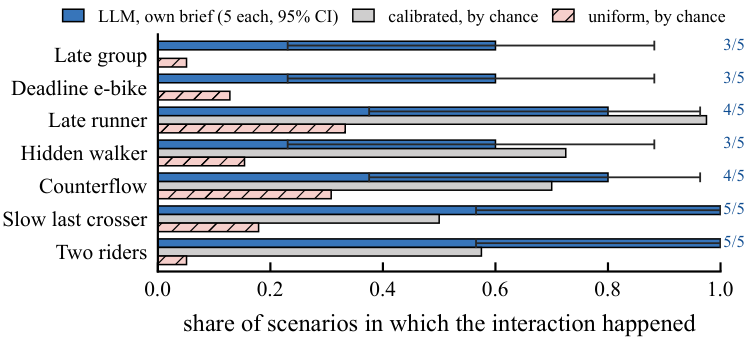 LLM, own brief (5 each, 95% CI) calibrated, by chance uniform, by chance
Late group 3/5
Deadline e-bike 3/5
Late runner 4/5
Hidden walker 3/5
Counterflow 4/5
Slow last crosser 5/5
Two riders 5/5
0.0 0.2 0.4 0.6 0.8 1.0
share of scenarios in which the interaction happened